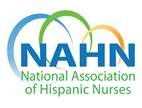 NAHN
National Association
of Hispanic Nurses